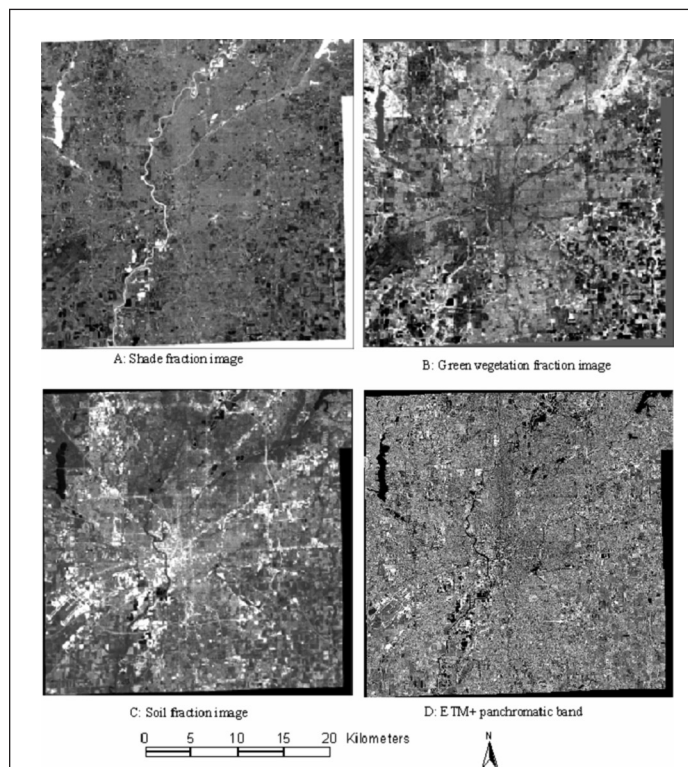 A: Shade fraction image
B: Green vegetation fraction image
C: Soil fraction image
D: ETM+ panchromatic band
0 5 10 15 20 Kilometers
N